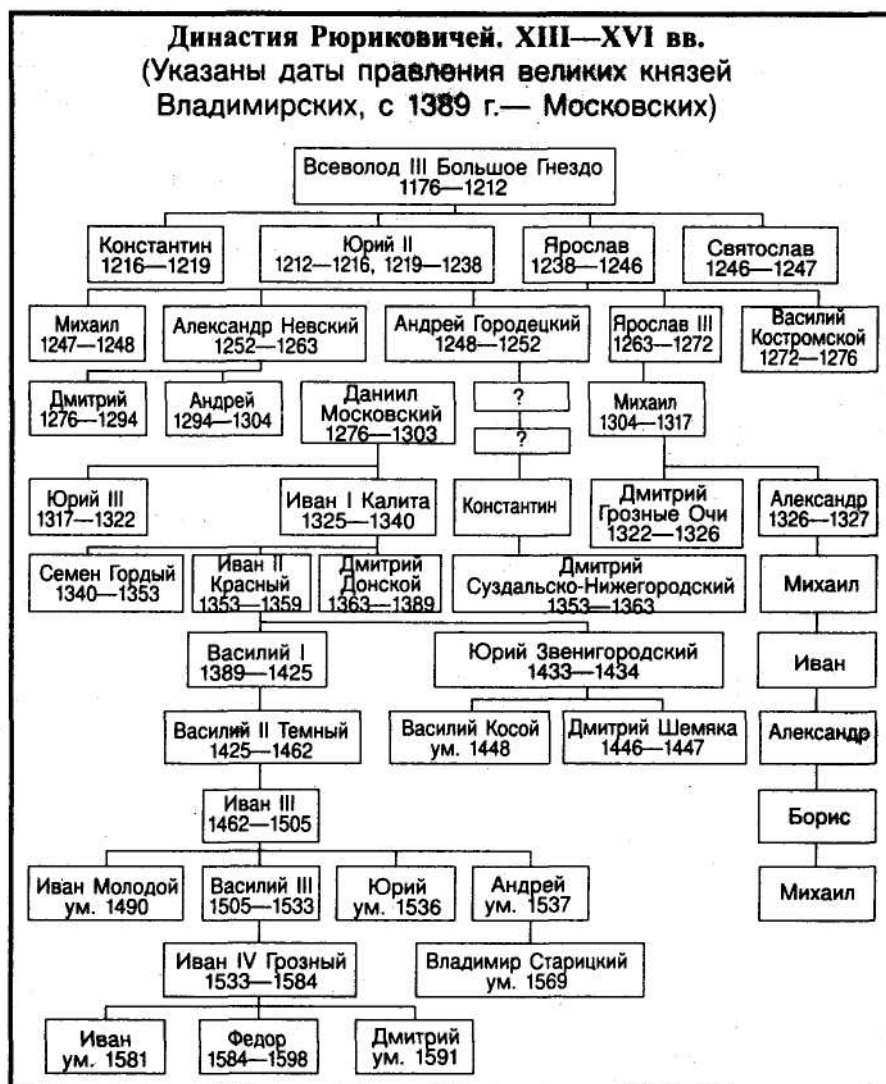 Династия Рюриковичей. XIII—XVI вв.
(Указаны даты правления великих князей
Владимирских, с 1389 г.— Московских)
Всеволод III Большое Гнездо
1176—1212
Константин
1216—1219
Юрий II
1212—1216, 1219—1238
Ярослав
1238—1246
Святослав
1246—1247
Михаил
1247—1248
Александр Невский
1252—1263
Андрей Городецкий
1248—1252
Ярослав III
1263—1272
Василий
Костромской
1272—1276
Дмитрий
1276—1294
Андрей
1294—1304
Даниил
Московский
1276—1303
?
?
Михаил
1304—1317
Юрий III
1317—1322
Иван I Калита
1325—1340
Константин
Дмитрий
Грозные Очи
1322—1326
Александр
1326—1327
Семен Гордый
1340—1353
Иван II
Красный
1353—1359
Дмитрий
Донской
1363—1389
Дмитрий
Суздальско-Нижегородский
1353—1363
Михаил
Василий I
1389—1425
Юрий Звенигородский
1433—1434
Иван
Василий II Темный
1425—1462
Василий Косой
ум. 1448
Дмитрий Шемяка
1446—1447
Александр
Иван III
1462—1505
Борис
Иван Молодой
ум. 1490
Василий III
1505—1533
Юрий
ум. 1536
Андрей
ум. 1537
Михаил
Иван IV Грозный
1533—1584
Владимир Старицкий
ум. 1569
Иван
ум. 1581
Федор
1584—1598
Дмитрий
ум. 1591